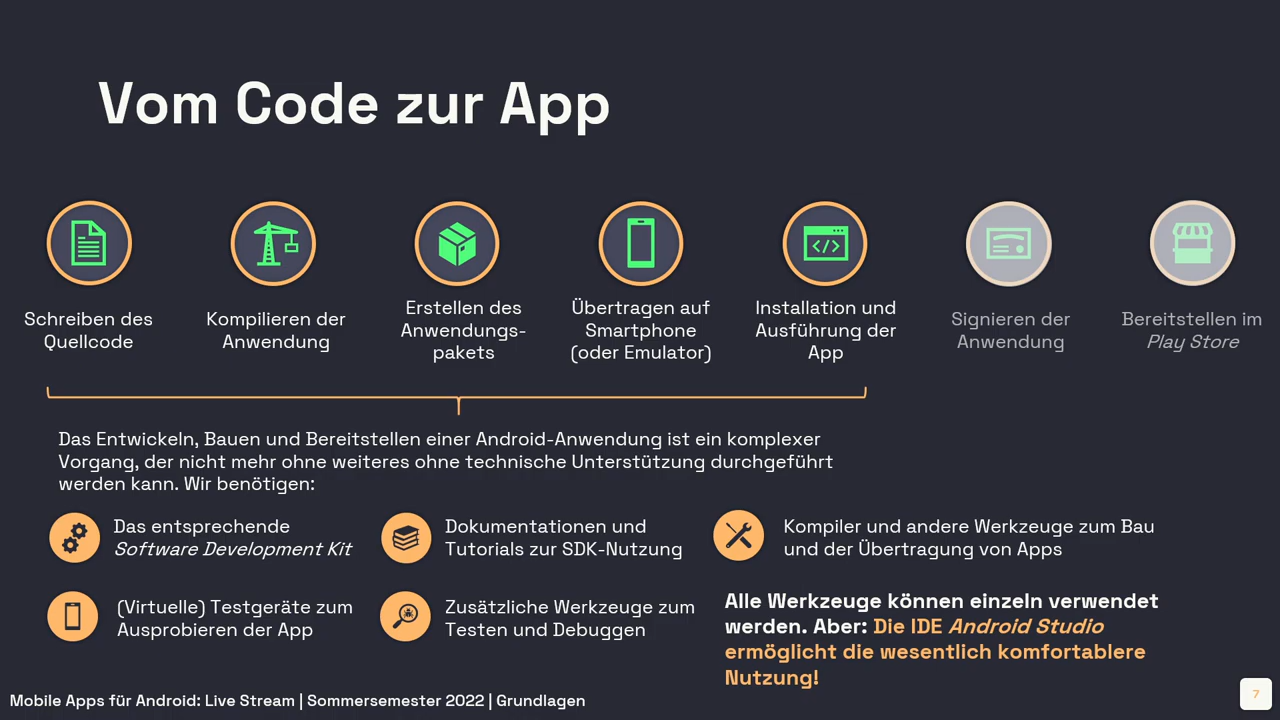 Vom Code zur App
Schreiben des
Quellcode
Kompilieren der
Anwendung
Erstellen des
Anwendungs-
pakets
Übertragen auf
Smartphone
(oder Emulator)
Installation und
Ausführung der
App
Signieren der
Anwendung
Bereitstellen im
Play Store
Das Entwickeln, Bauen und Bereitstellen einer Android-Anwendung ist ein komplexer
Vorgang, der nicht mehr ohne weiteres ohne technische Unterstützung durchgeführt
werden kann. Wir benötigen:
Das entsprechende
Software Development Kit
Dokumentationen und
Tutorials zur SDK-Nutzung
Kompiler und andere Werkzeuge zum Bau
und der Übertragung von Apps
(Virtuelle) Testgeräte zum
Ausprobieren der App
Zusätzliche Werkzeuge zum
Testen und Debuggen
Alle Werkzeuge können einzeln verwendet
werden. Aber: Die IDE Android Studio
ermöglicht die wesentlich komfortablere
Nutzung!
Mobile Apps für Android: Live Stream | Sommersemester 2022 | Grundlagen
7